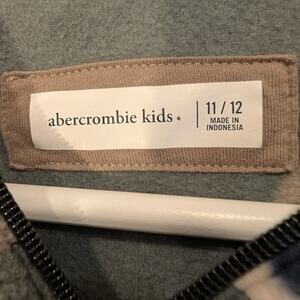 abercrombie kids
11 / 12
MADE IN
INDONESIA